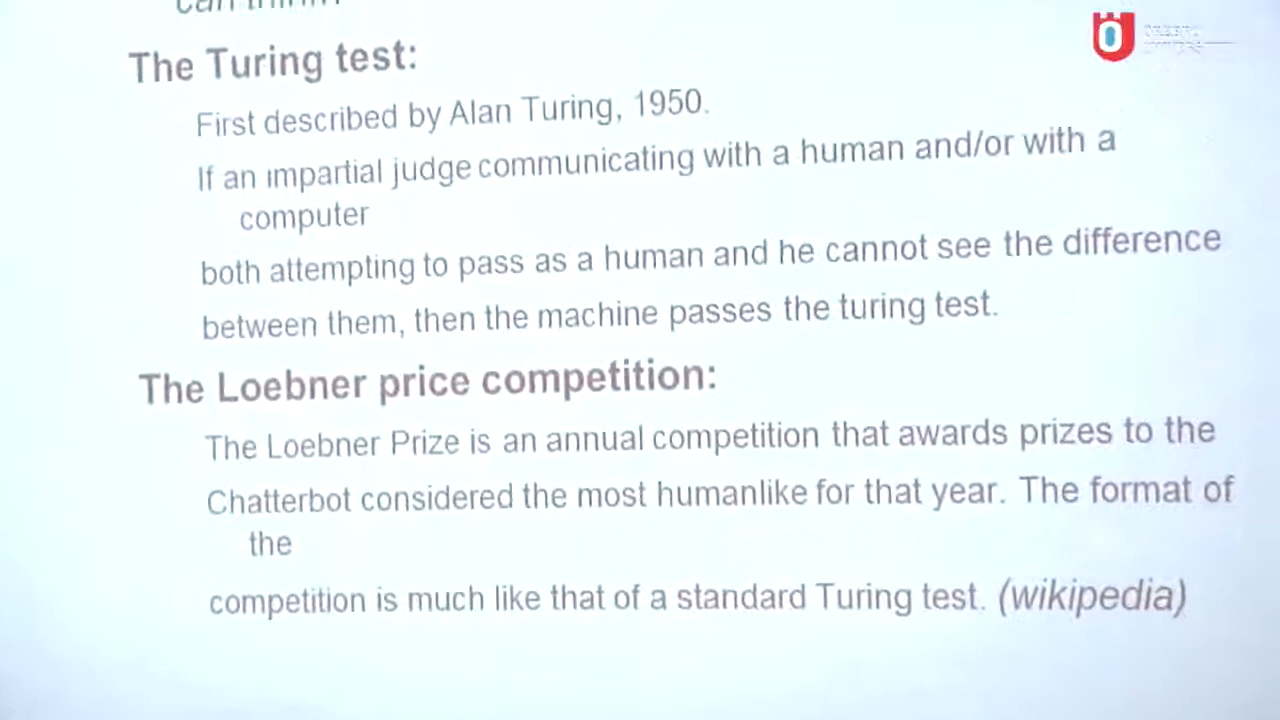 The Turing test:
First described by Alan Turing, 1950.
If an impartial judge communicating with a human and/or with a
computer
both attempting to pass as a human and he cannot see the difference
between them, then the machine passes the turing test.
The Loebner price competition:
The Loebner Prize is an annual competition that awards prizes to the
Chatterbot considered the most humanlike for that year. The format of
the
competition is much like that of a standard Turing test. (wikipedia)